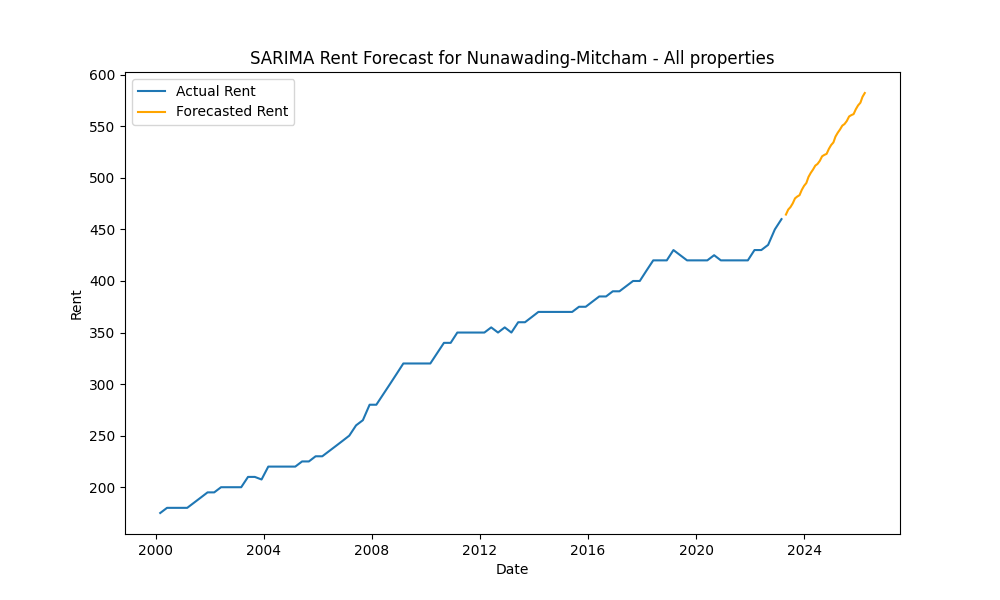 SARIMA Rent Forecast for Nunawading-Mitcham - All properties
Actual Rent
Forecasted Rent
600
550
500
450
400
350
300
250
200
Rent
2000 2004 2008 2012 2016 2020 2024
Date